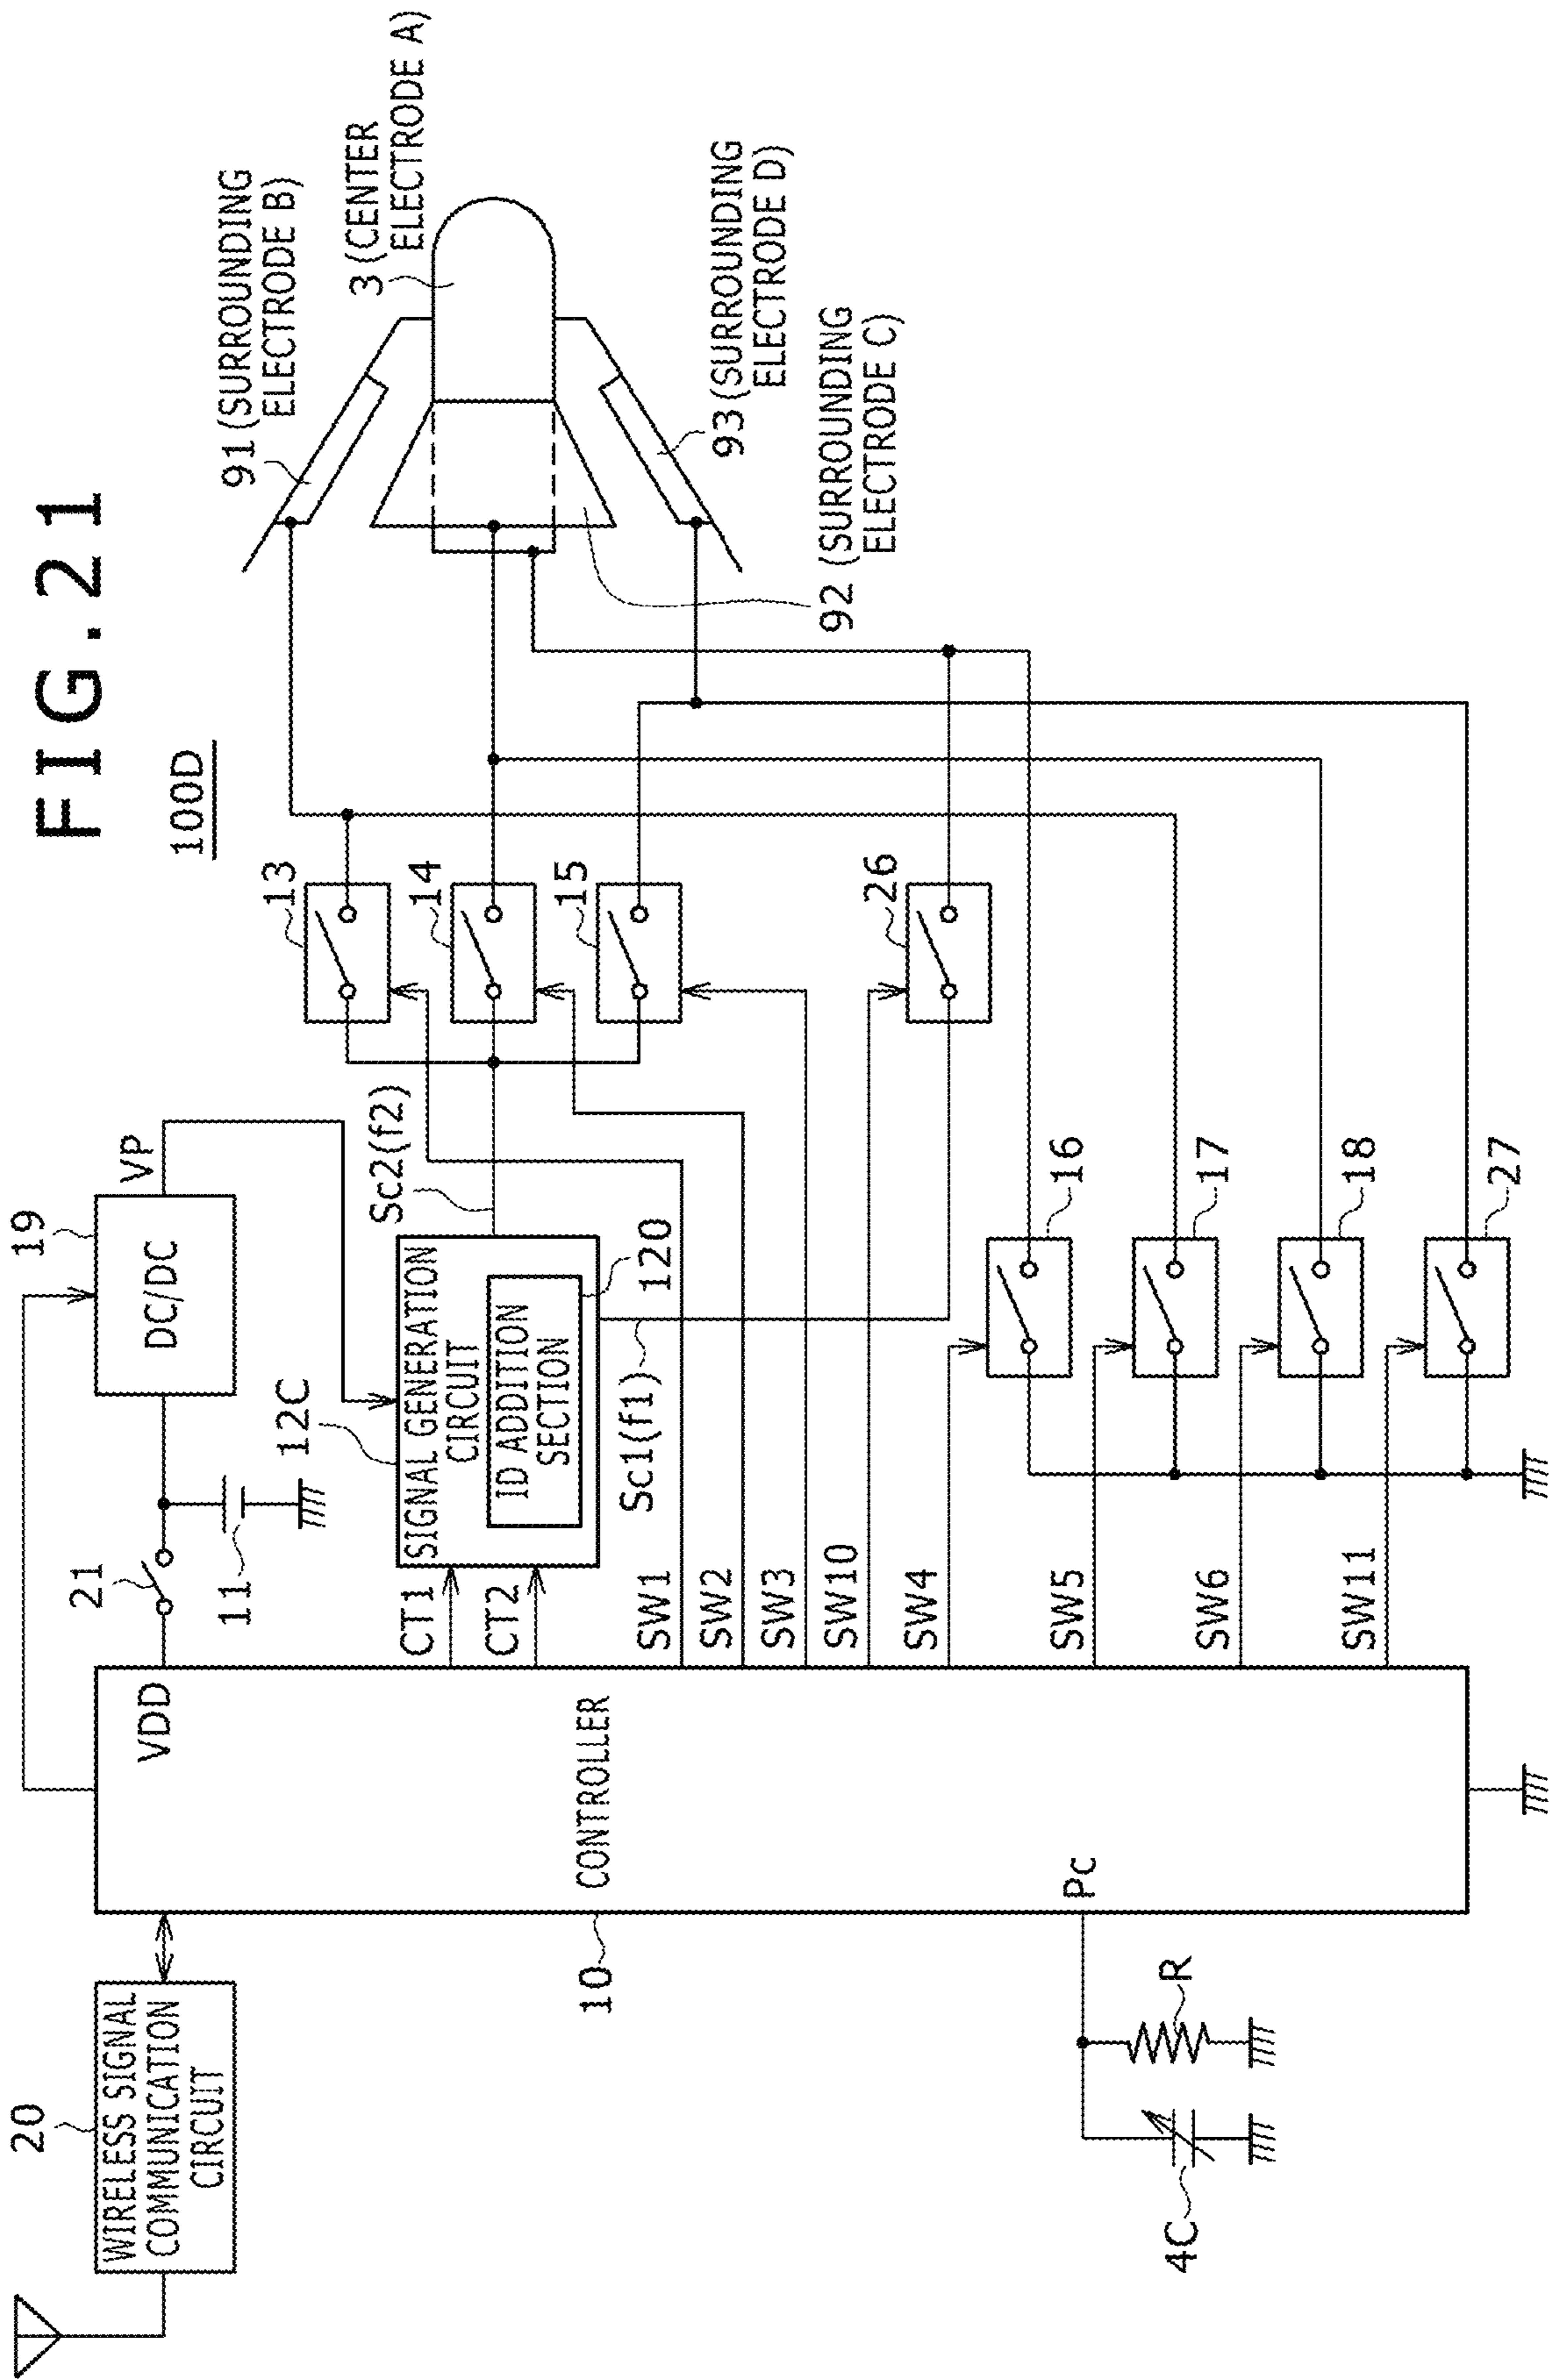 FIG.21
100D
20
WIRELESS SIGNAL
COMMUNICATION
CIRCUIT
VDD
CONTROLLER
10
Pc
4C
R
21
11
19
DC/DC
VP
12C
SIGNAL GENERATION
CIRCUIT
ID ADDITION
SECTION
120
CT1
CT2
Sc2(f2)
Sc1(f1)
SW1
SW2
SW3
SW10
SW4
SW5
SW6
SW11
13
14
15
26
16
17
18
27
91 (SURROUNDING
ELECTRODE B)
3 (CENTER
ELECTRODE A)
93 (SURROUNDING
ELECTRODE D)
92 (SURROUNDING
ELECTRODE C)